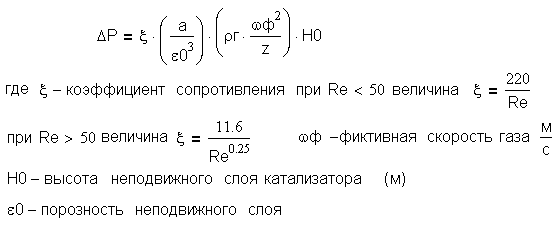 ΔP = ξ · (a / ε0³) · (ρг · ωф² / z) · H0
где ξ – коэффициент сопротивления при Re < 50 величина ξ = 220 / Re
при Re > 50 величина ξ = 11.6 / Re^0.25 ωф –фиктивная скорость газа м/с
H0 – высота неподвижного слоя катализатора (м)
ε0 – порозность неподвижного слоя